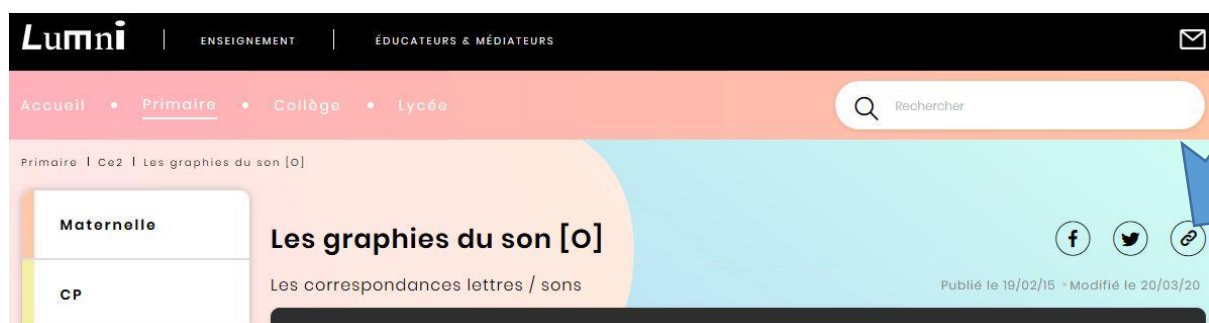 Lumni | ENSEIGNEMENT | ÉDUCATEURS & MÉDIATEURS
Accueil • Primaire • Collège • Lycée
Rechercher
Primaire | Ce2 | Les graphies du son [O]
Maternelle
CP
Les graphies du son [O]
Les correspondances lettres / sons
Publié le 19/02/15 • Modifié le 20/03/20